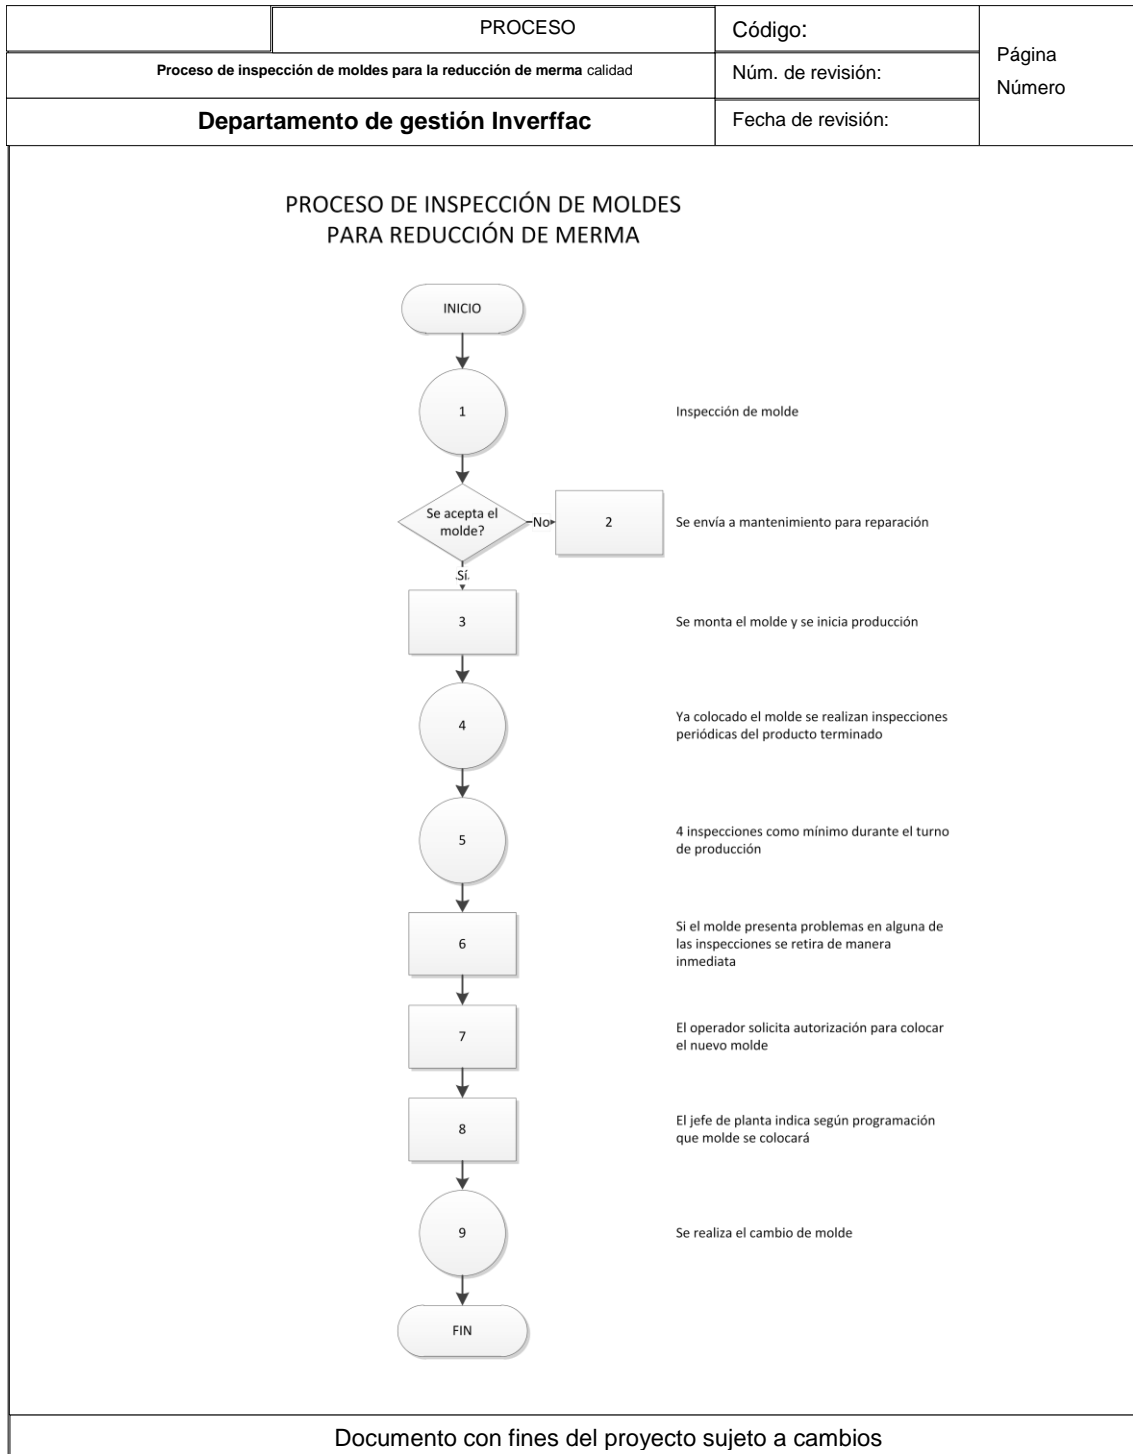 PROCESO
Código:
Página
Número
Proceso de inspección de moldes para la reducción de merma calidad
Núm. de revisión:
Departamento de gestión Inverffac
Fecha de revisión:
PROCESO DE INSPECCIÓN DE MOLDES
PARA REDUCCIÓN DE MERMA
INICIO
1
Inspección de molde
Se acepta el
molde?
No
2
Se envía a mantenimiento para reparación
Sí
3
Se monta el molde y se inicia producción
4
Ya colocado el molde se realizan inspecciones
periódicas del producto terminado
5
4 inspecciones como mínimo durante el turno
de producción
6
Si el molde presenta problemas en alguna de
las inspecciones se retira de manera
inmediata
7
El operador solicita autorización para colocar
el nuevo molde
8
El jefe de planta indica según programación
que molde se colocará
9
Se realiza el cambio de molde
FIN
Documento con fines del proyecto sujeto a cambios